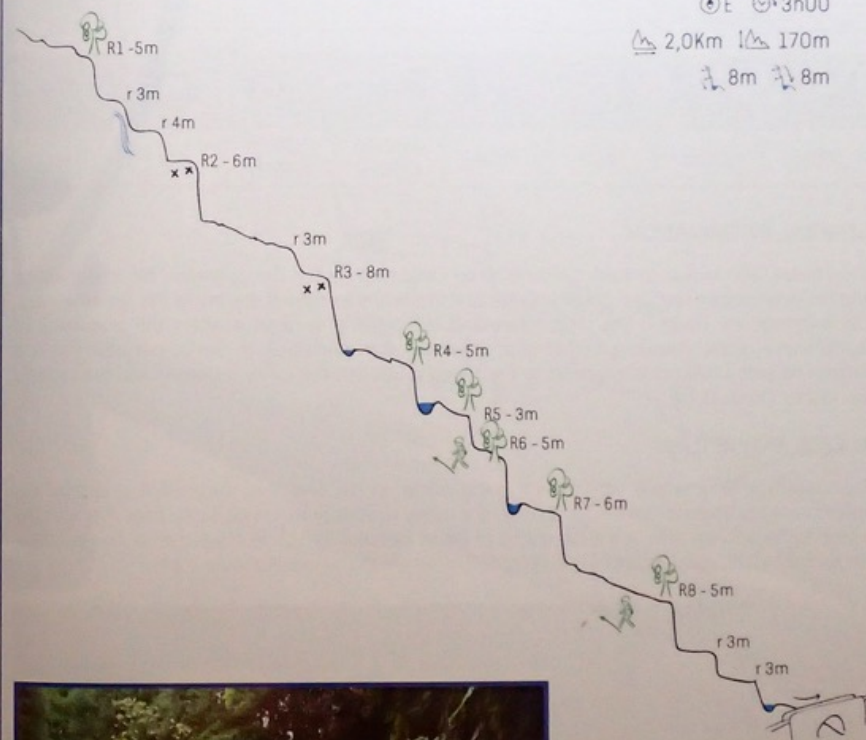 E 3h00
2,0Km 170m
8m 8m
R1 -5m
r 3m
r 4m
R2 - 6m
r 3m
R3 - 8m
R4 - 5m
R5 - 3m
R6 - 5m
R7 - 6m
R8 - 5m
r 3m
r 3m